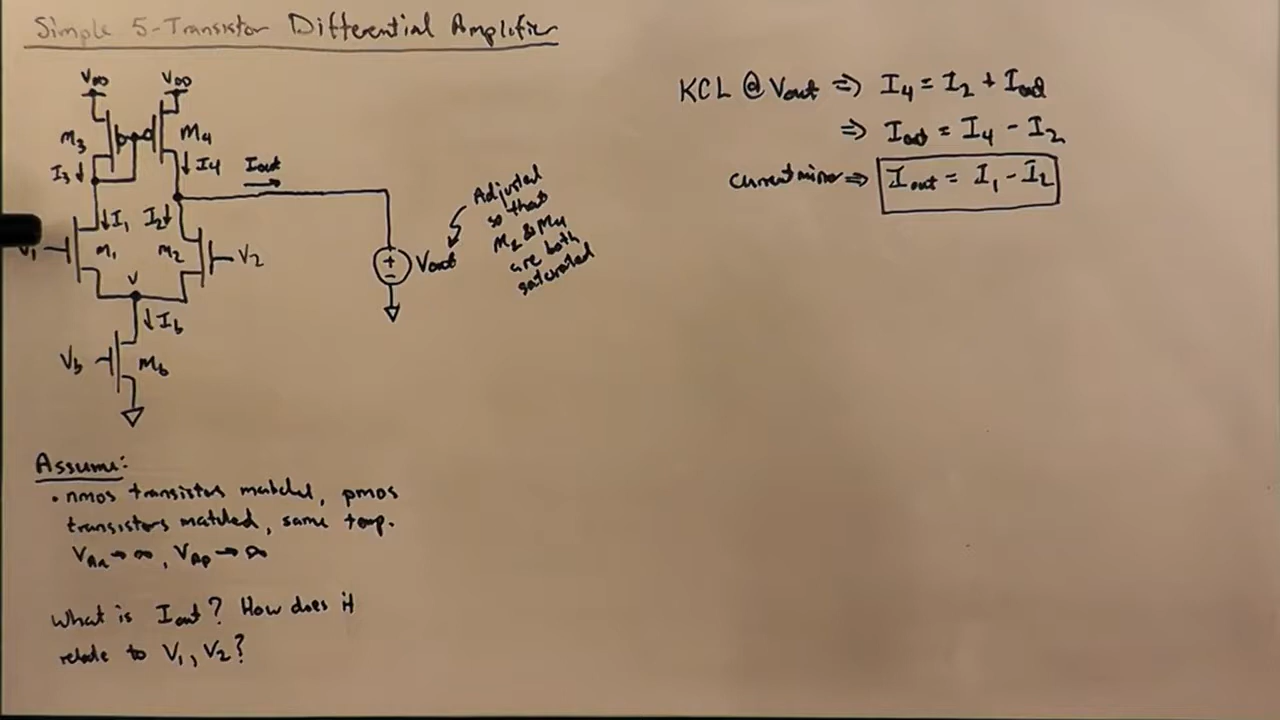 Simple 5-Transistor Differential Amplifier
VDD VDD
M3 M4
I3 I4 Iout
I1 I2
V1 M1 M2 V2
V
Ib
Vb Mb
Vout
Adjusted
so that
M2 & M4
are both
saturated
KCL @ Vout ⇒ I4 = I2 + Iout
⇒ Iout = I4 - I2
current mirror ⇒ Iout = I1 - I2
Assume:
• nmos transistors matched, pmos
transistors matched, same temp.
VAn → ∞, VAp → ∞
What is Iout? How does it
relate to V1, V2?